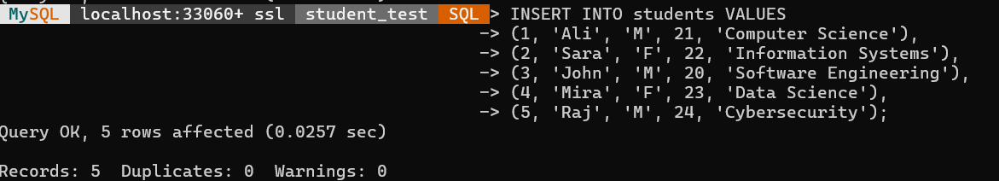 MySQL localhost:33060+ ssl student_test SQL > INSERT INTO students VALUES
-> (1, 'Ali', 'M', 21, 'Computer Science'),
-> (2, 'Sara', 'F', 22, 'Information Systems'),
-> (3, 'John', 'M', 20, 'Software Engineering'),
-> (4, 'Mira', 'F', 23, 'Data Science'),
-> (5, 'Raj', 'M', 24, 'Cybersecurity');
Query OK, 5 rows affected (0.0257 sec)
Records: 5  Duplicates: 0  Warnings: 0